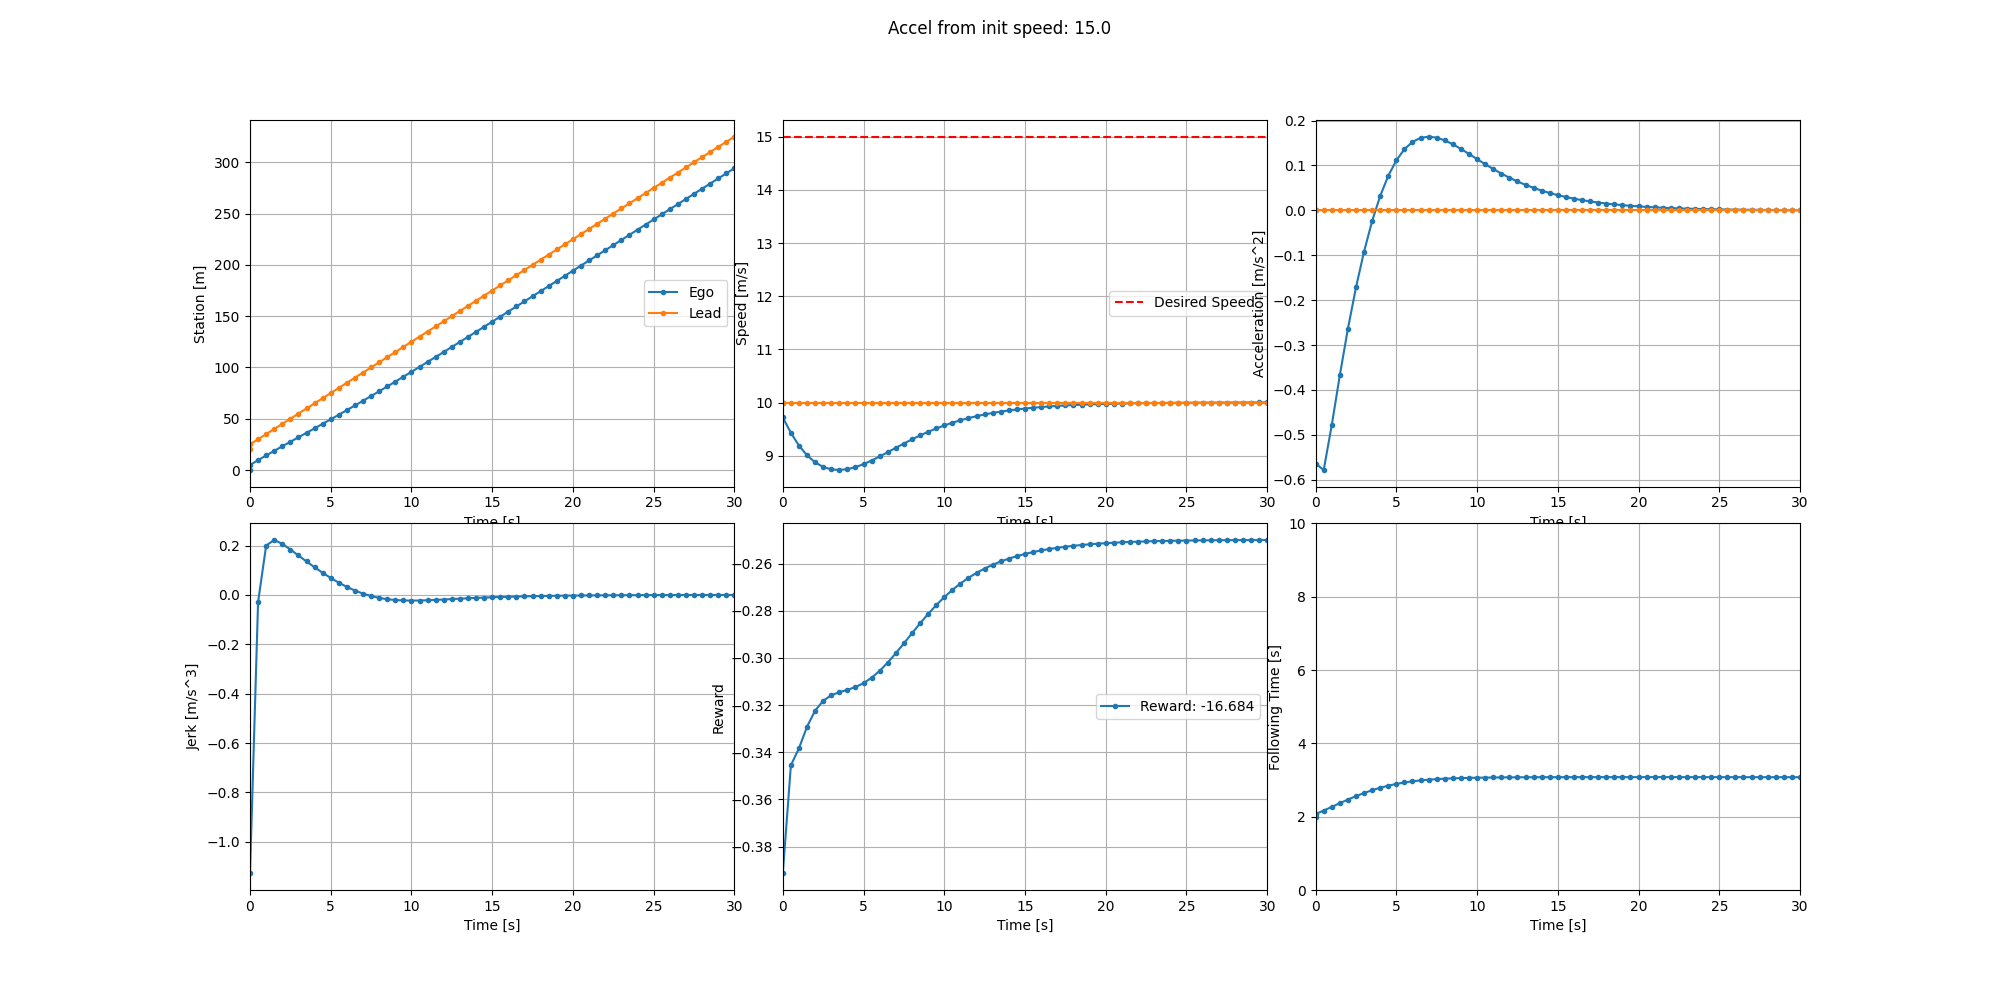 Accel from init speed: 15.0
Station [m]
300
250
200
150
100
50
0
Ego
Lead
0 5 10 15 20 25 30
Time [s]
Speed [m/s]
15
14
13
12
11
10
9
Desired Speed
0 5 10 15 20 25 30
Time [s]
Acceleration [m/s^2]
0.2
0.1
0.0
−0.1
−0.2
−0.3
−0.4
−0.5
−0.6
0 5 10 15 20 25 30
Time [s]
Jerk [m/s^3]
0.2
0.0
−0.2
−0.4
−0.6
−0.8
−1.0
0 5 10 15 20 25 30
Time [s]
Reward
−0.26
−0.28
−0.30
−0.32
−0.34
−0.36
−0.38
Reward: -16.684
0 5 10 15 20 25 30
Time [s]
Following Time [s]
10
8
6
4
2
0
0 5 10 15 20 25 30
Time [s]